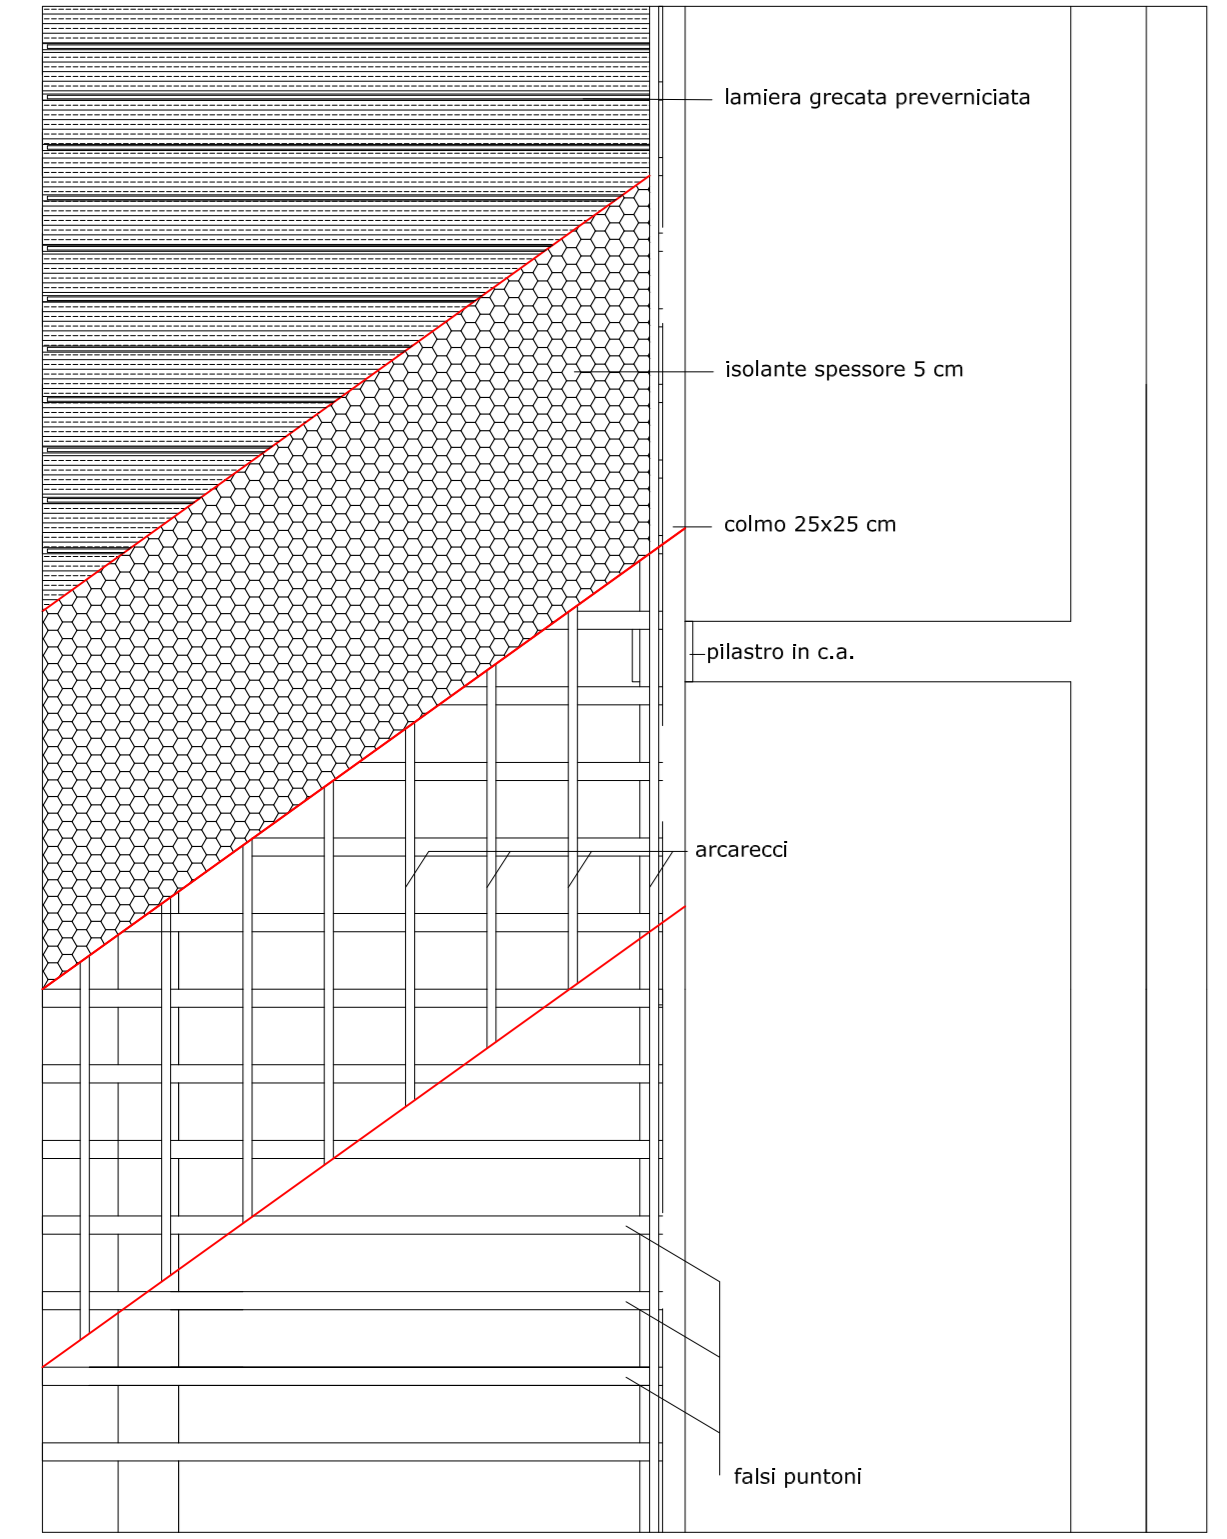 lamiera grecata preverniciata
isolante spessore 5 cm
colmo 25x25 cm
pilastro in c.a.
arcarecci
falsi puntoni